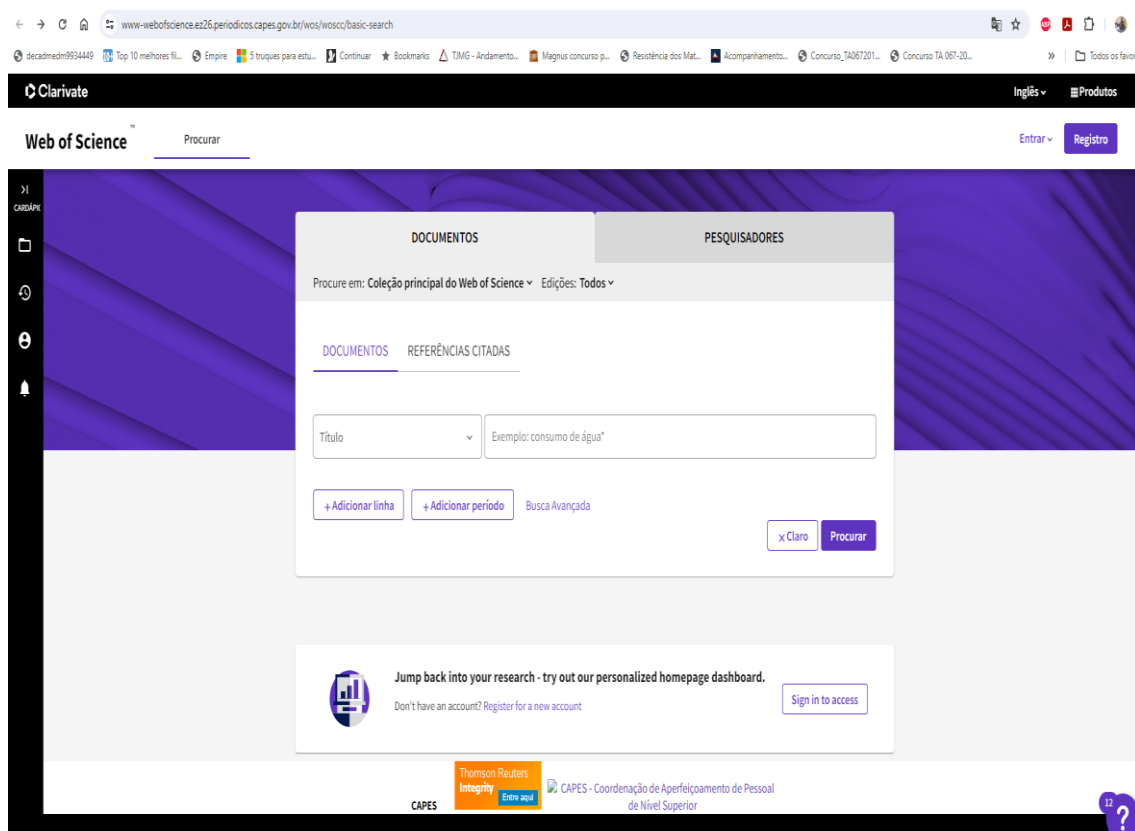 www-webofscience.ez26.periodicos.capes.gov.br/wos/woscc/basic-search
decadmedm9934449 Top 10 melhores fil... Empire 5 truques para estu... Continuar Bookmarks TJMG - Andamento... Magnus concurso p... Resistência dos Mat... Acompanhamento... Concurso_TA067201... Concurso TA 067-20... » Todos os favor
Clarivate Inglês Produtos
Web of Science™ Procurar Entrar Registro
CARDÁPIO
DOCUMENTOS PESQUISADORES
Procure em: Coleção principal do Web of Science Edições: Todos
DOCUMENTOS REFERÊNCIAS CITADAS
Título Exemplo: consumo de água*
+ Adicionar linha + Adicionar período Busca Avançada
x Claro Procurar
Jump back into your research - try out our personalized homepage dashboard.
Don't have an account? Register for a new account
Sign in to access
Thomson Reuters
Integrity
Entre aqui
CAPES
CAPES - Coordenação de Aperfeiçoamento de Pessoal
de Nível Superior
12
?